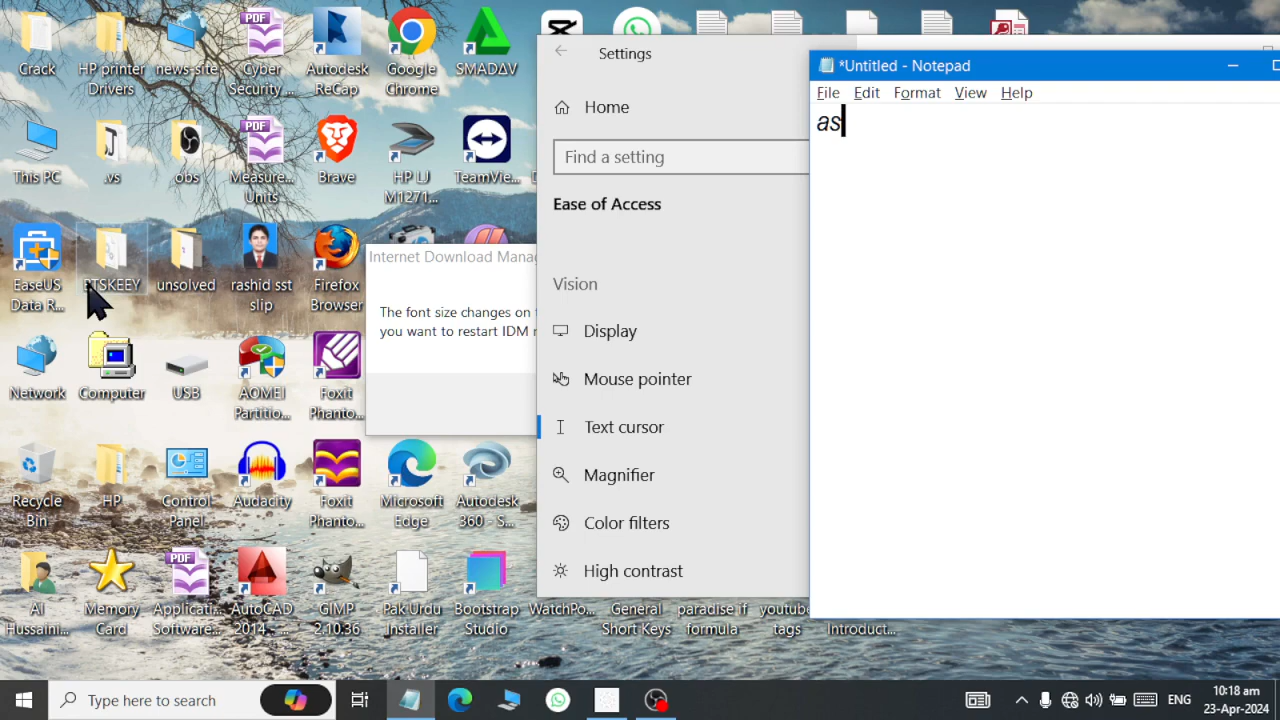 Crack
HP printer
Drivers
news-site
Cyber
Security ...
Autodesk
ReCap
Google
Chrome
SMADΔV
This PC
.vs
.obs
Measure...
Units
Brave
HP LJ
M1271...
TeamVie...
EaseUS
Data R...
BTSKEEY
unsolved
rashid sst
slip
Firefox
Browser
Network
Computer
USB
AOMEI
Partitio...
Foxit
Phanto...
Recycle
Bin
HP
Control
Panel
Audacity
Foxit
Phanto...
Microsoft
Edge
Autodesk
360 - S...
Al
Hussaini...
Memory
Card
Applicati...
Software...
AutoCAD
2014 - ...
GIMP
2.10.36
Pak Urdu
Installer
Bootstrap
Studio
WatchPo...
General
Short Keys
paradise if
formula
youtube
tags
Introduct...
PDF
PDF
PDF
Internet Download Mana
The font size changes on
you want to restart IDM
Settings
Home
Find a setting
Ease of Access
Vision
Display
Mouse pointer
Text cursor
Magnifier
Color filters
High contrast
*Untitled - Notepad
File Edit Format View Help
as
Type here to search
ENG
10:18 am
23-Apr-2024